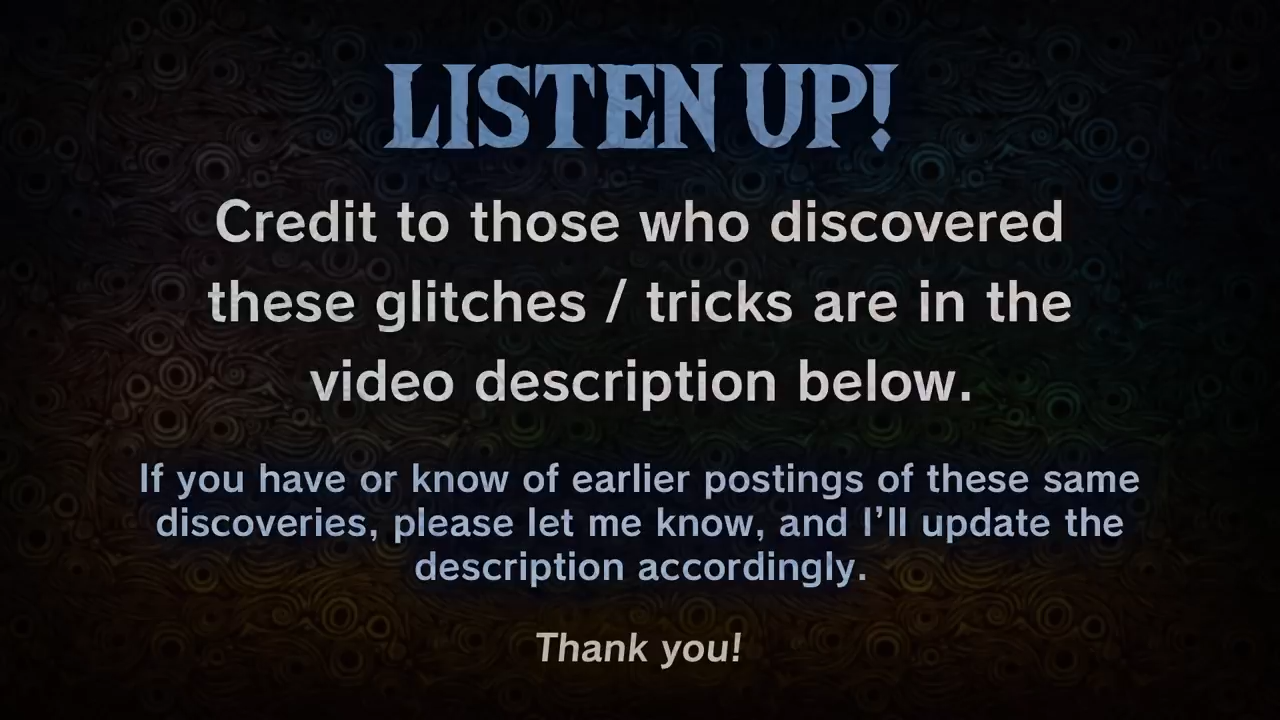 LISTEN UP!
Credit to those who discovered
these glitches / tricks are in the
video description below.
If you have or know of earlier postings of these same
discoveries, please let me know, and I’ll update the
description accordingly.
Thank you!